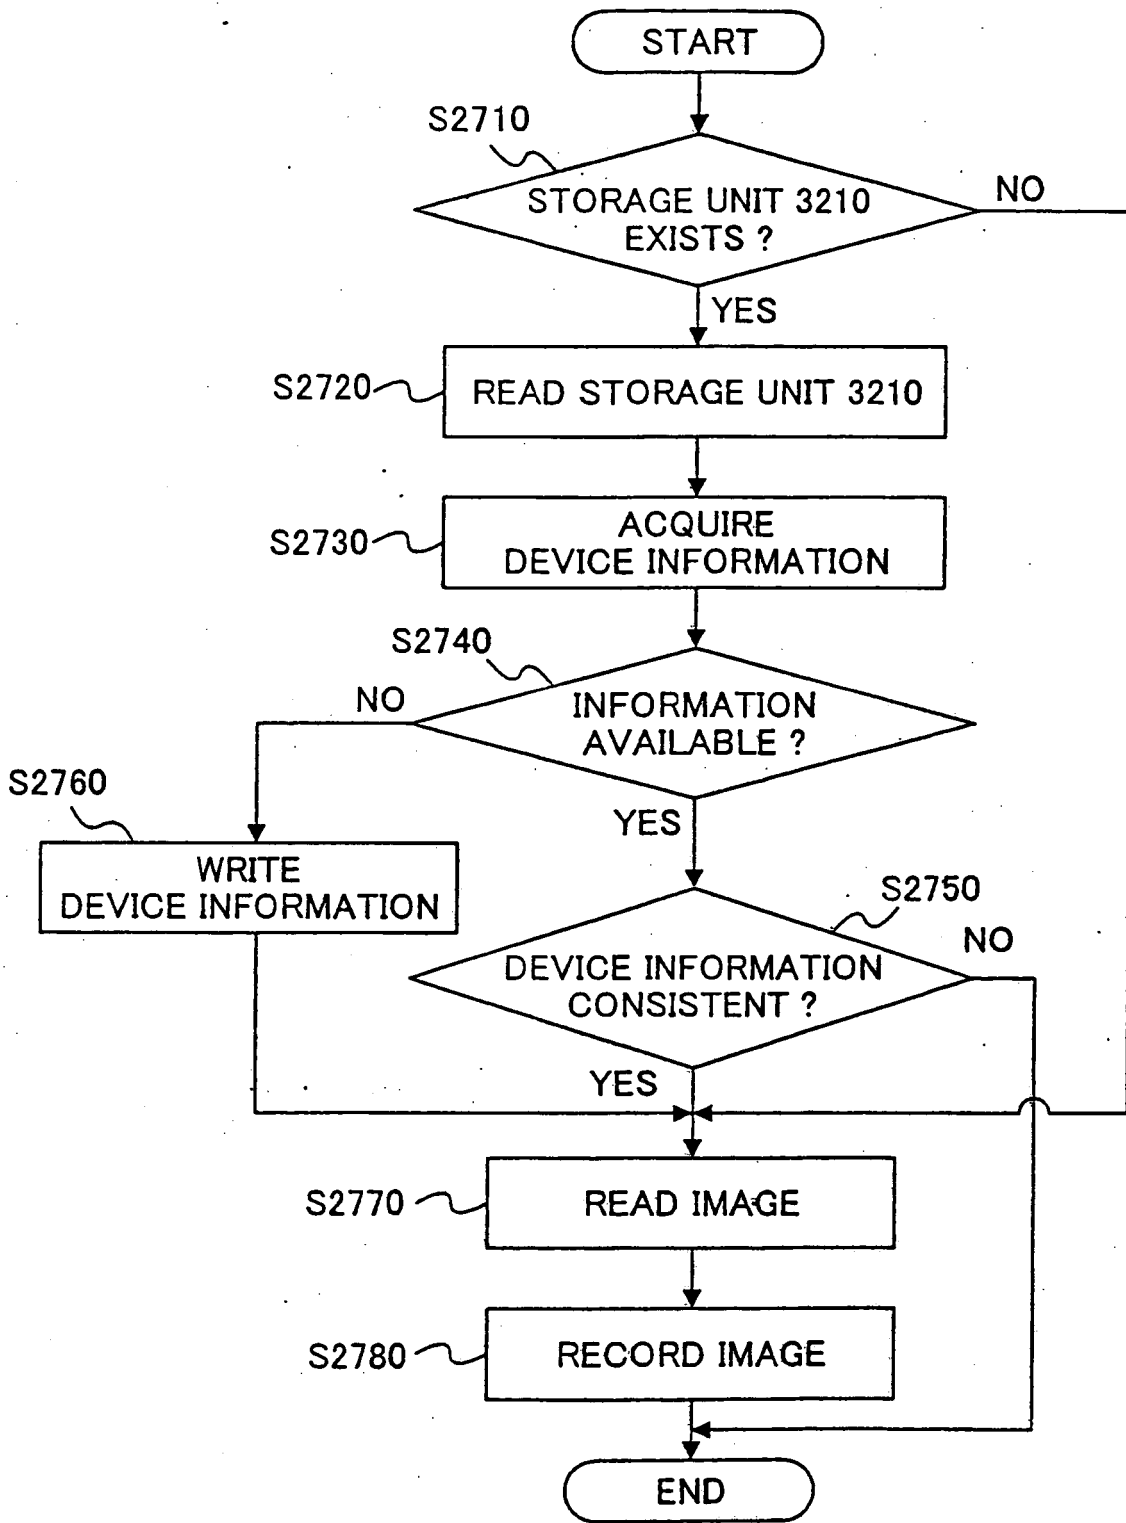 START
S2710
STORAGE UNIT 3210
EXISTS ?
NO
YES
S2720
READ STORAGE UNIT 3210
S2730
ACQUIRE
DEVICE INFORMATION
S2740
NO
INFORMATION
AVAILABLE ?
YES
S2760
WRITE
DEVICE INFORMATION
S2750
NO
DEVICE INFORMATION
CONSISTENT ?
YES
S2770
READ IMAGE
S2780
RECORD IMAGE
END